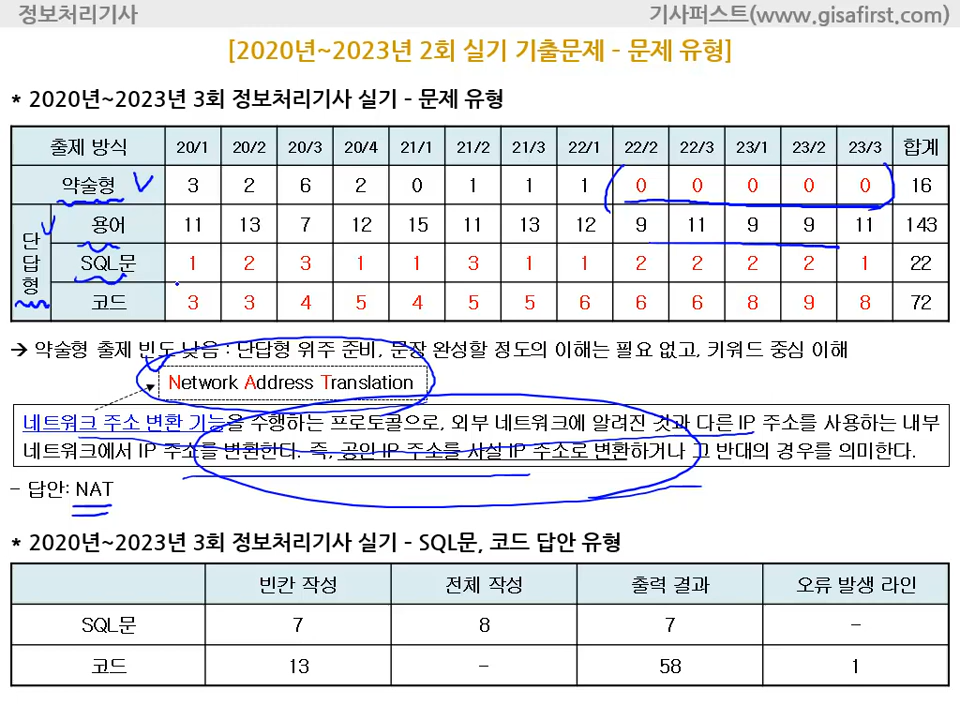 정보처리기사 기사퍼스트(www.gisafirst.com)
[2020년~2023년 2회 실기 기출문제 - 문제 유형]
* 2020년~2023년 3회 정보처리기사 실기 - 문제 유형
출제 방식 20/1 20/2 20/3 20/4 21/1 21/2 21/3 22/1 22/2 22/3 23/1 23/2 23/3 합계
약술형 3 2 6 2 0 1 1 1 0 0 0 0 0 16
단답형 용어 11 13 7 12 15 11 13 12 9 11 9 9 11 143
SQL문 1 2 3 1 1 3 1 1 2 2 2 2 1 22
코드 3 3 4 5 4 5 5 6 6 6 8 9 8 72
→ 약술형 출제 빈도 낮음 : 단답형 위주 준비, 문장 완성할 정도의 이해는 필요 없고, 키워드 중심 이해
Network Address Translation
네트워크 주소 변환 기능을 수행하는 프로토콜으로, 외부 네트워크에 알려진 것과 다른 IP 주소를 사용하는 내부
네트워크에서 IP 주소를 변환한다. 즉, 공인 IP 주소를 사설 IP 주소로 변환하거나 그 반대의 경우를 의미한다.
- 답안: NAT
* 2020년~2023년 3회 정보처리기사 실기 - SQL문, 코드 답안 유형
빈칸 작성 전체 작성 출력 결과 오류 발생 라인
SQL문 7 8 7 -
코드 13 - 58 1